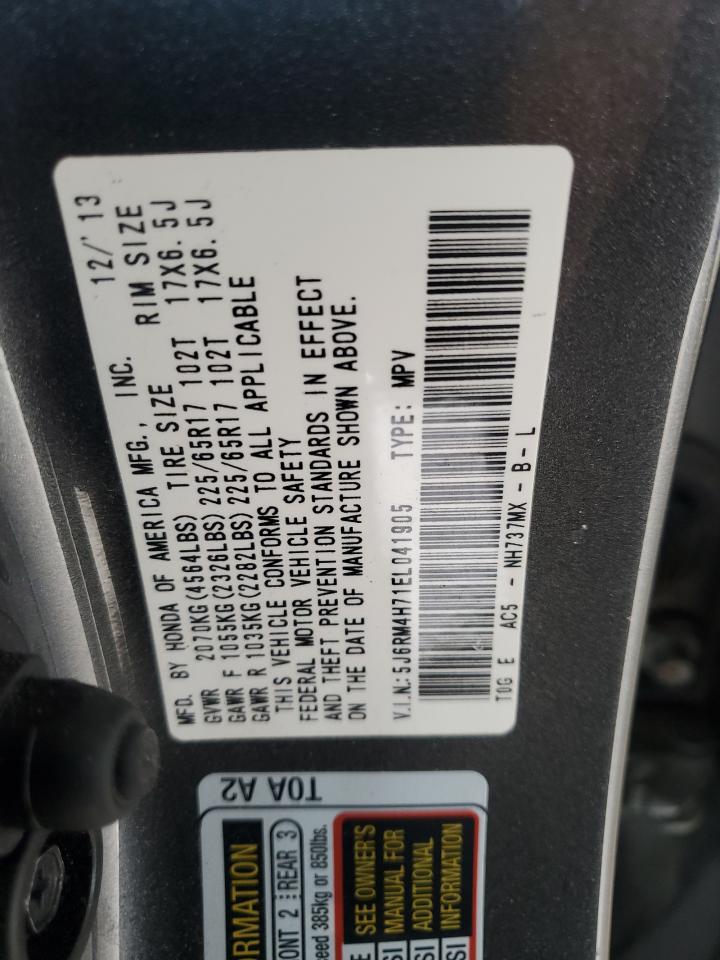 MFD. BY HONDA OF AMERICA MFG., INC. 12/'13
GVWR 2070KG(4564LBS) TIRE SIZE RIM SIZE
GAWR F 1055KG(2326LBS) 225/65R17 102T 17X6.5J
GAWR R 1035KG(2282LBS) 225/65R17 102T 17X6.5J
THIS VEHICLE CONFORMS TO ALL APPLICABLE
FEDERAL MOTOR VEHICLE SAFETY
AND THEFT PREVENTION STANDARDS IN EFFECT
ON THE DATE OF MANUFACTURE SHOWN ABOVE.
V.I.N.: 5J6RM4H71EL041905 TYPE: MPV
T0G E AC5 - NH737MX - B - L
T0A A2
ORMATION
ONT 2 REAR 3
eed 385kg or 850lbs.
SEE OWNER'S
MANUAL FOR
ADDITIONAL
INFORMATION
E
SI
SI
SI